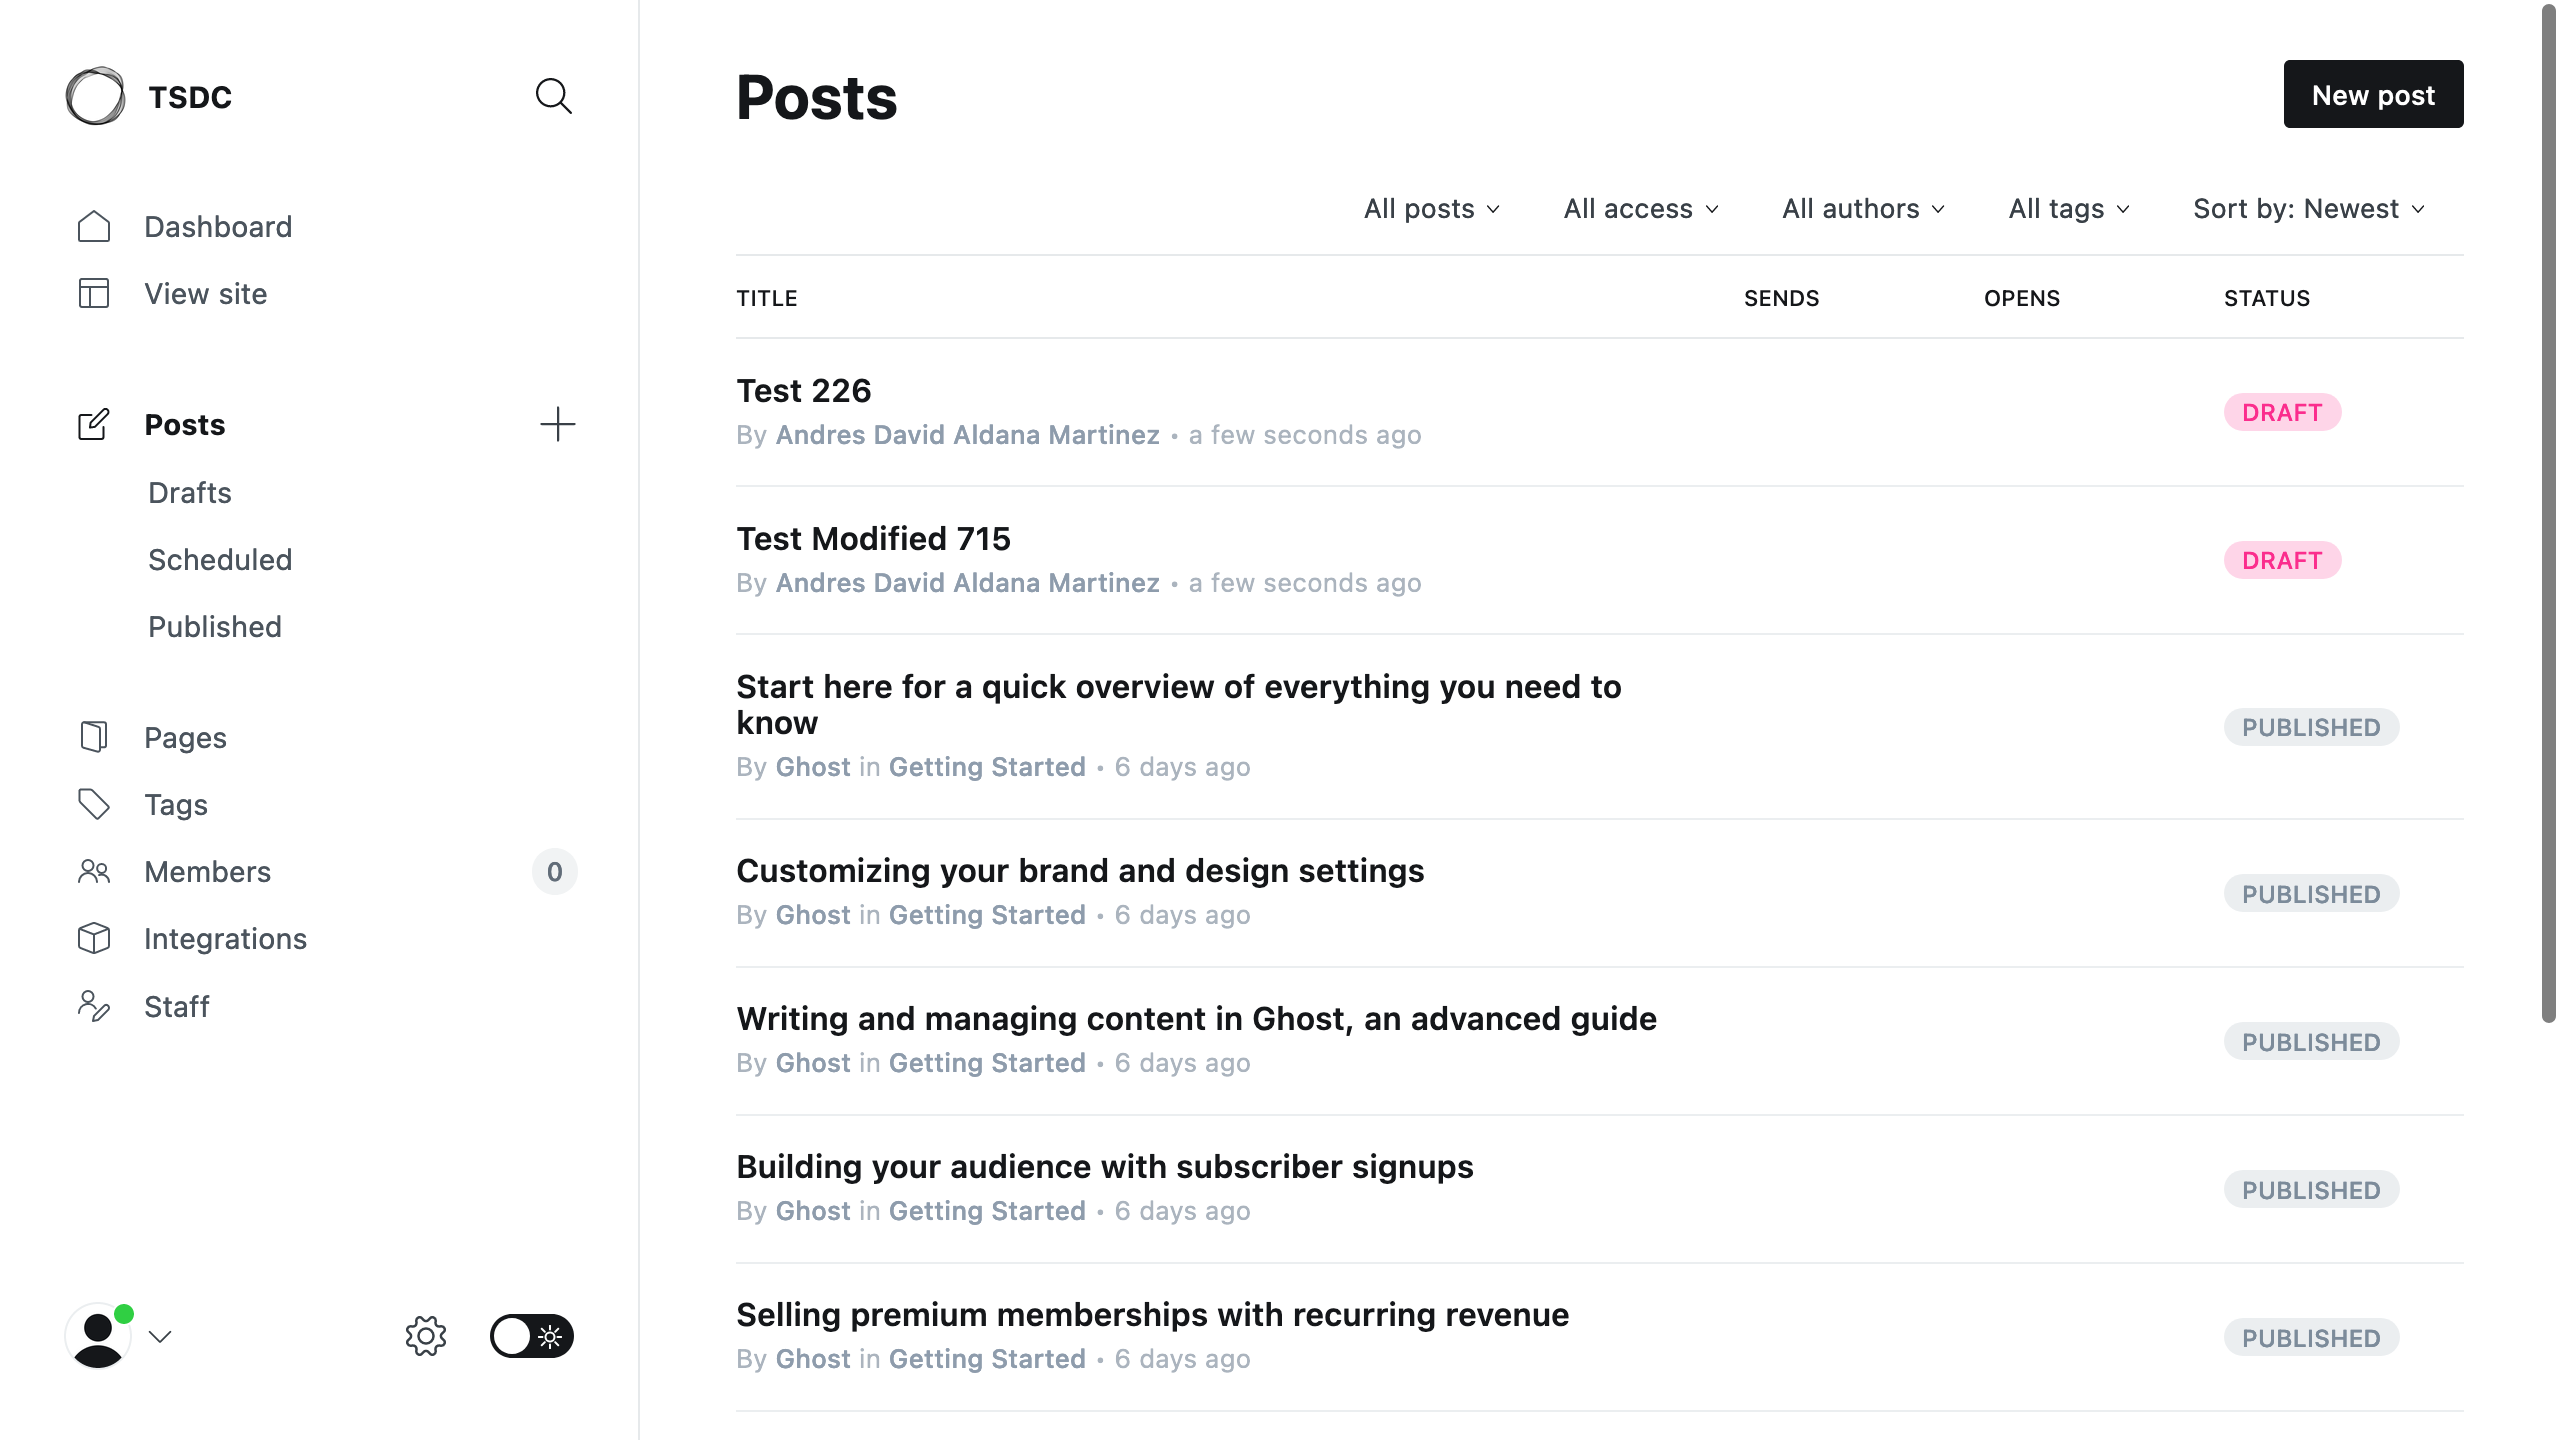 TSDC
Dashboard
View site
Posts
Drafts
Scheduled
Published
Pages
Tags
Members 0
Integrations
Staff
Posts
New post
All posts All access All authors All tags Sort by: Newest
TITLE SENDS OPENS STATUS
Test 226
By Andres David Aldana Martinez • a few seconds ago
DRAFT
Test Modified 715
By Andres David Aldana Martinez • a few seconds ago
DRAFT
Start here for a quick overview of everything you need to
know
By Ghost in Getting Started • 6 days ago
PUBLISHED
Customizing your brand and design settings
By Ghost in Getting Started • 6 days ago
PUBLISHED
Writing and managing content in Ghost, an advanced guide
By Ghost in Getting Started • 6 days ago
PUBLISHED
Building your audience with subscriber signups
By Ghost in Getting Started • 6 days ago
PUBLISHED
Selling premium memberships with recurring revenue
By Ghost in Getting Started • 6 days ago
PUBLISHED